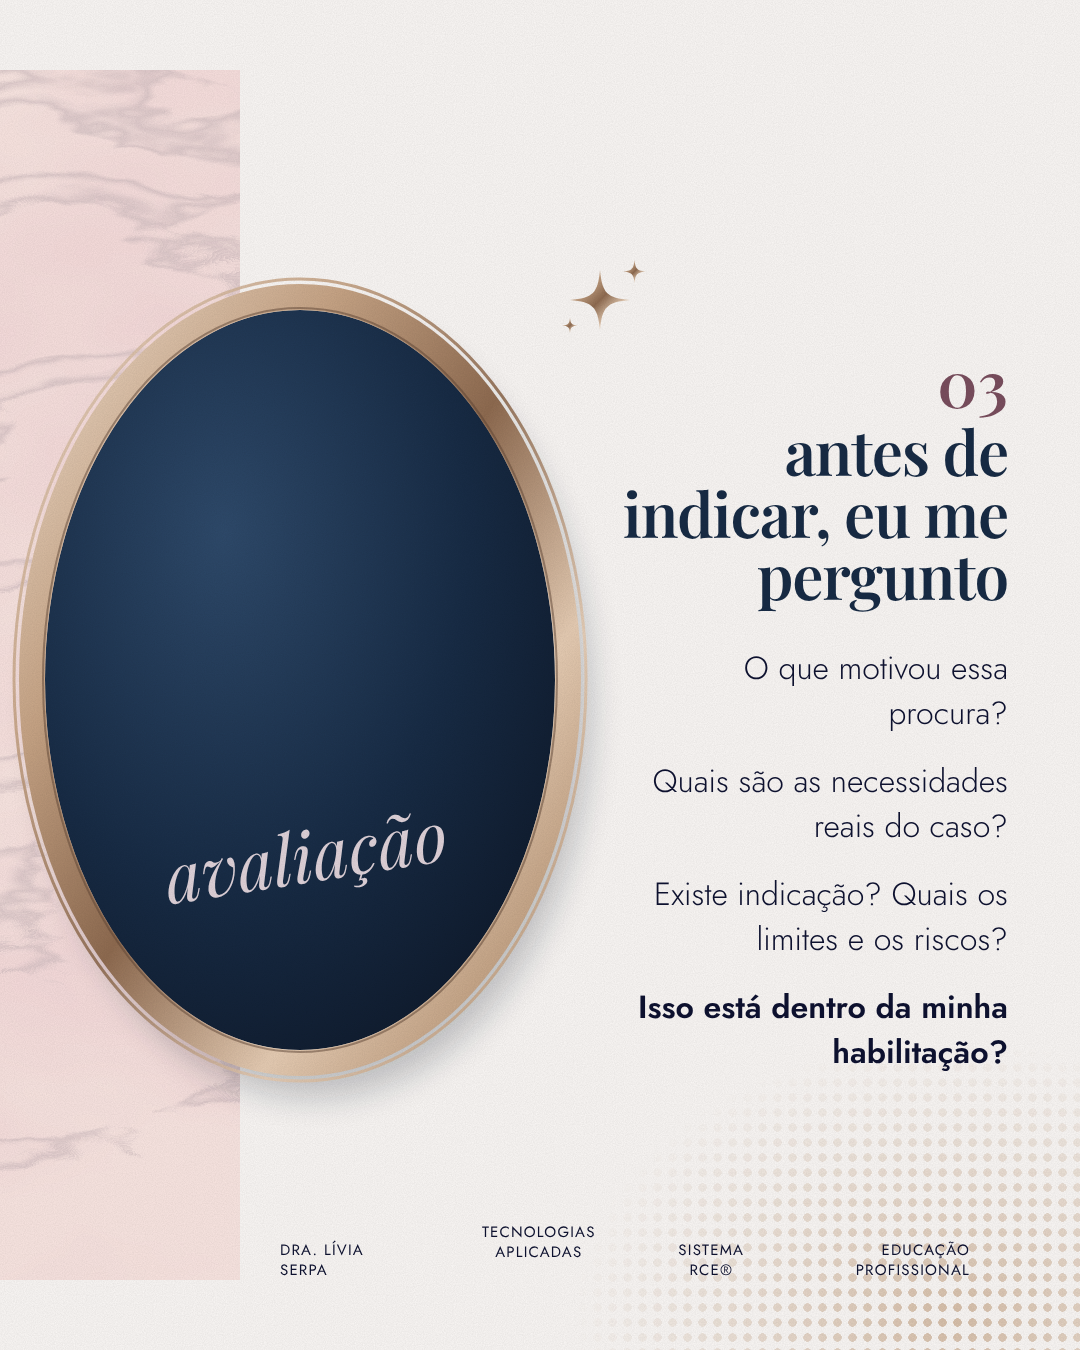 03
antes de
indicar, eu me
pergunto
O que motivou essa
procura?
Quais são as necessidades
reais do caso?
Existe indicação? Quais os
limites e os riscos?
Isso está dentro da minha
habilitação?
avaliação
DRA. LÍVIA
SERPA
TECNOLOGIAS
APLICADAS
SISTEMA
RCE®
EDUCAÇÃO
PROFISSIONAL